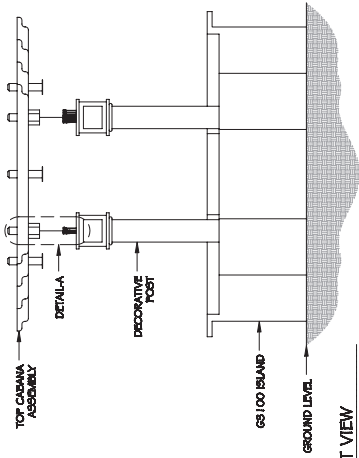 TOP CABANA
ASSEMBLY
DETAIL-A
DECORATIVE
POST
GS100 ISLAND
GROUND LEVEL
T VIEW